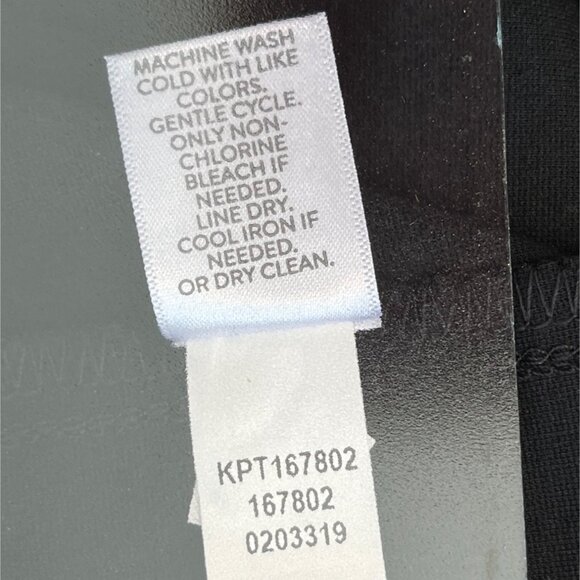 MACHINE WASH
COLD WITH LIKE
COLORS.
GENTLE CYCLE.
ONLY NON-
CHLORINE
BLEACH IF
NEEDED.
LINE DRY.
COOL IRON IF
NEEDED.
OR DRY CLEAN.
KPT167802
167802
0203319